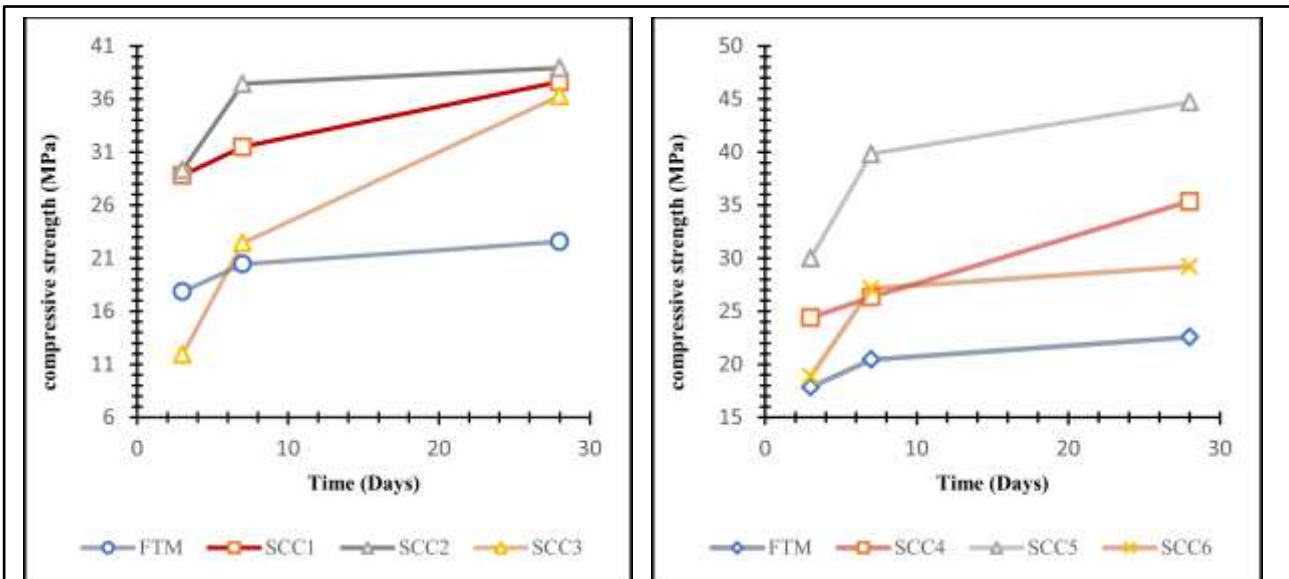 compressive strength (MPa)
41
36
31
26
21
16
11
6
0 10 20 30
Time (Days)
FTM SCC1 SCC2 SCC3
compressive strength (MPa)
50
45
40
35
30
25
20
15
0 10 20 30
Time (Days)
FTM SCC4 SCC5 SCC6